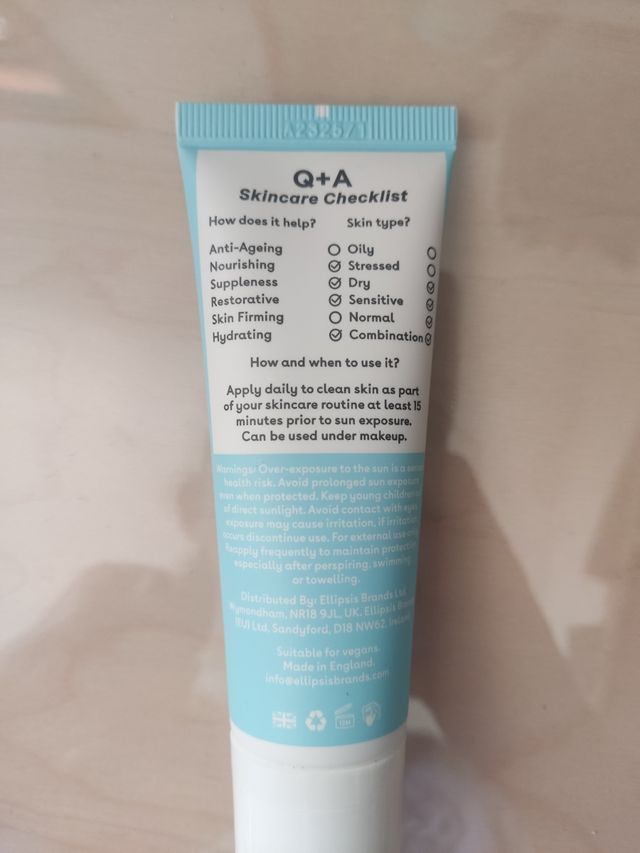 A232571
Q+A
Skincare Checklist
How does it help? Skin type?
Anti-Ageing Oily
Nourishing Stressed
Suppleness Dry
Restorative Sensitive
Skin Firming Normal
Hydrating Combination
How and when to use it?
Apply daily to clean skin as part
of your skincare routine at least 15
minutes prior to sun exposure.
Can be used under makeup.
Warnings: Over-exposure to the sun is a
health risk. Avoid prolonged sun exposure
even when protected. Keep young children
of direct sunlight. Avoid contact with eyes,
exposure may cause irritation, if irritation
occurs discontinue use. For external use only.
Reapply frequently to maintain protection
especially after perspiring, swimming
or towelling.
Distributed By: Ellipsis Brands Ltd,
Wymondham, NR18 9JL, UK. Ellipsis Brands
(EU) Ltd, Sandyford, D18 NW62, Ireland
Suitable for vegans.
Made in England.
info@ellipsisbrands.com
12M